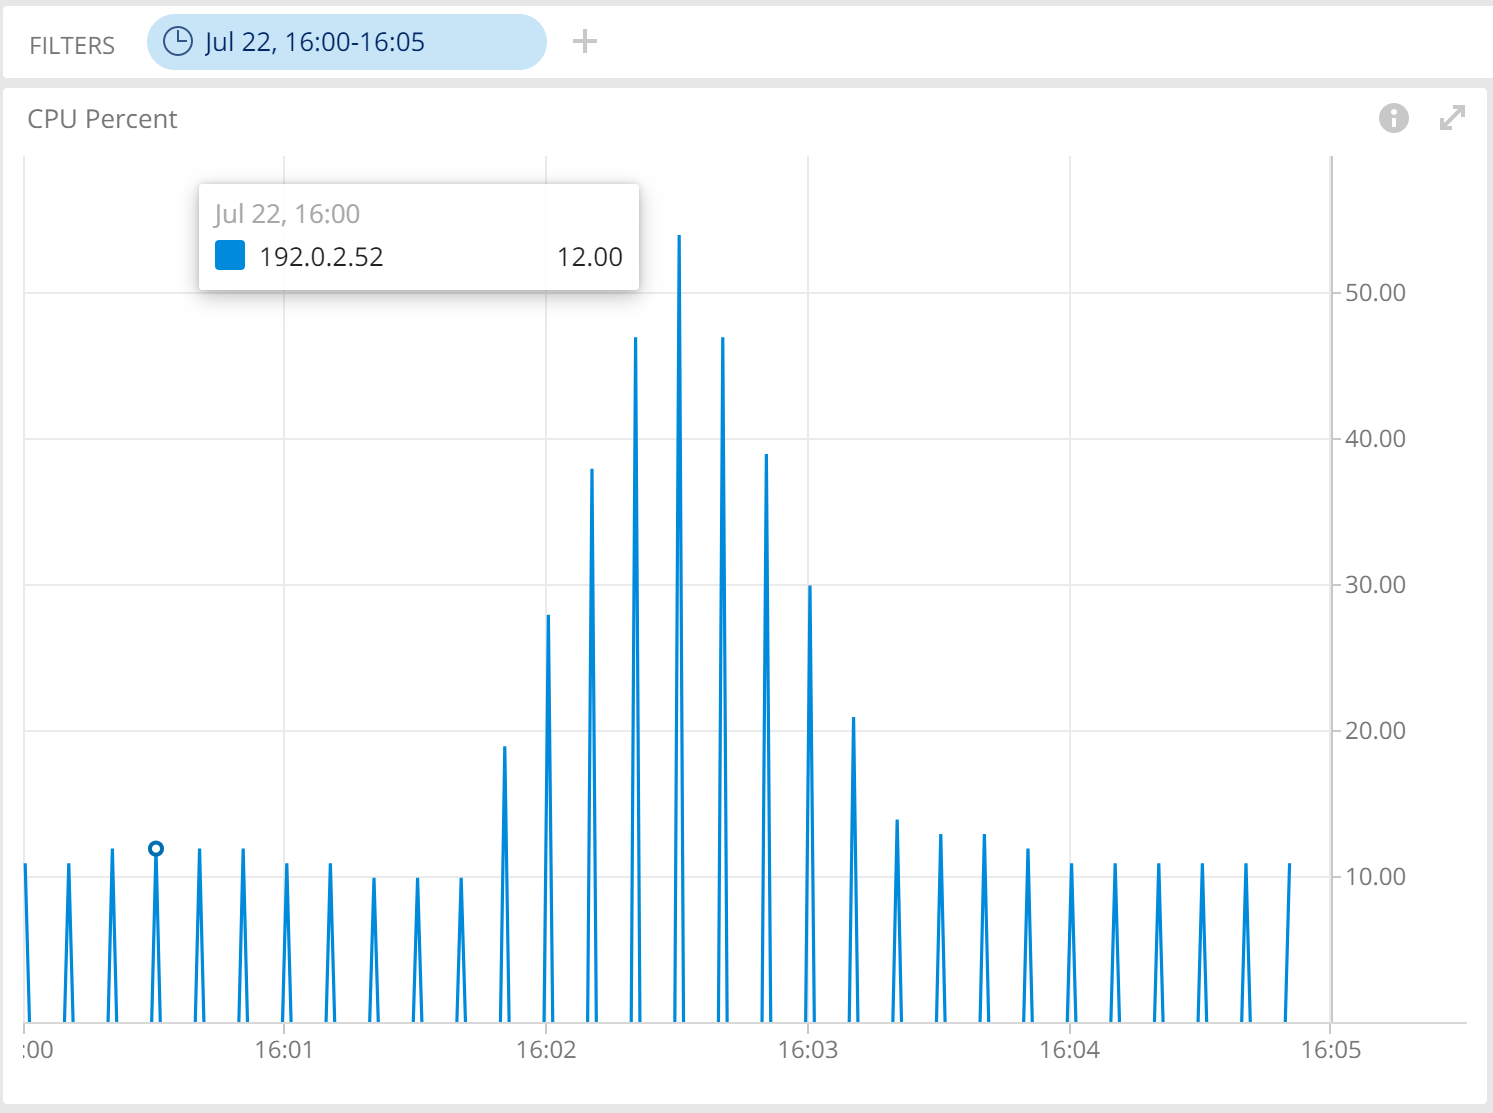 FILTERS
Jul 22, 16:00-16:05
CPU Percent
Jul 22, 16:00
192.0.2.52 12.00
50.00
40.00
30.00
20.00
10.00
:00 16:01 16:02 16:03 16:04 16:05